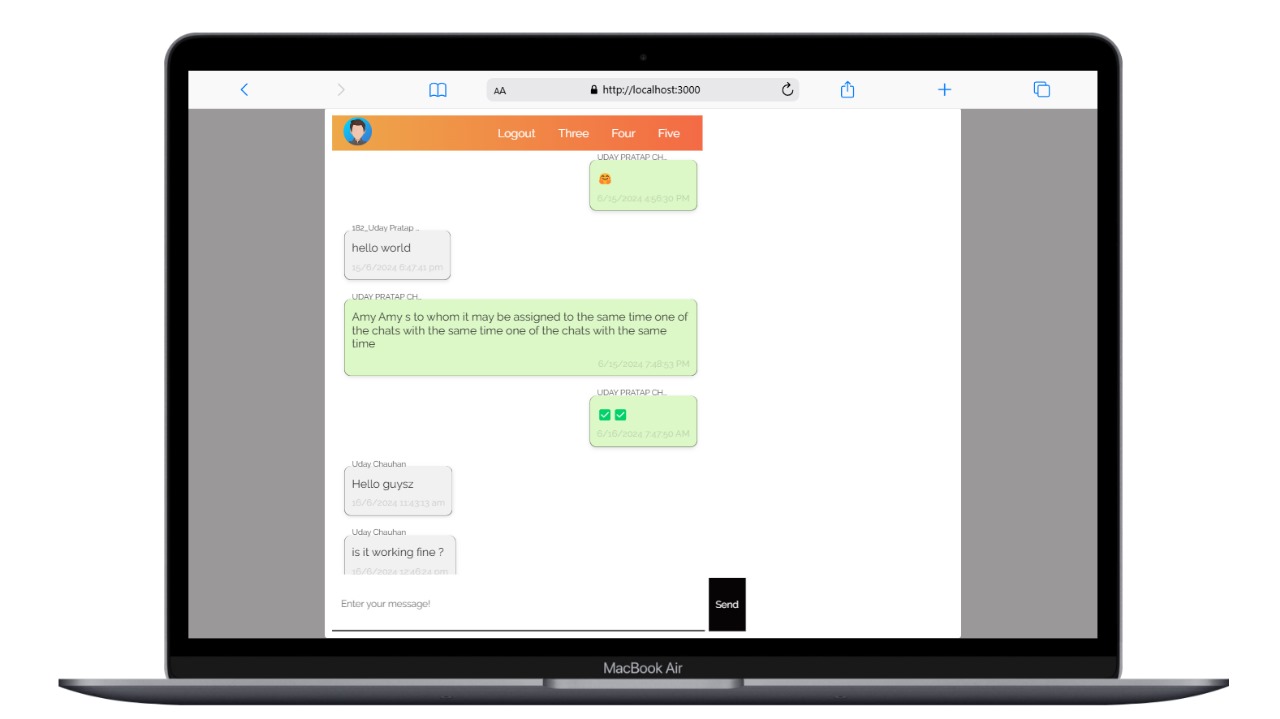 AA
http://localhost:3000
Logout Three Four Five
UDAY PRATAP CH...
🤗
6/15/2024 4:56:30 PM
182_Uday Pratap ...
hello world
15/6/2024 6:47:41 pm
UDAY PRATAP CH...
Amy Amy s to whom it may be assigned to the same time one of
the chats with the same time one of the chats with the same
time
6/15/2024 7:48:53 PM
UDAY PRATAP CH...
✅ ✅
6/16/2024 7:47:50 AM
Uday Chauhan
Hello guysz
16/6/2024 11:43:13 am
Uday Chauhan
is it working fine ?
16/6/2024 12:46:24 pm
Enter your message!
Send
MacBook Air